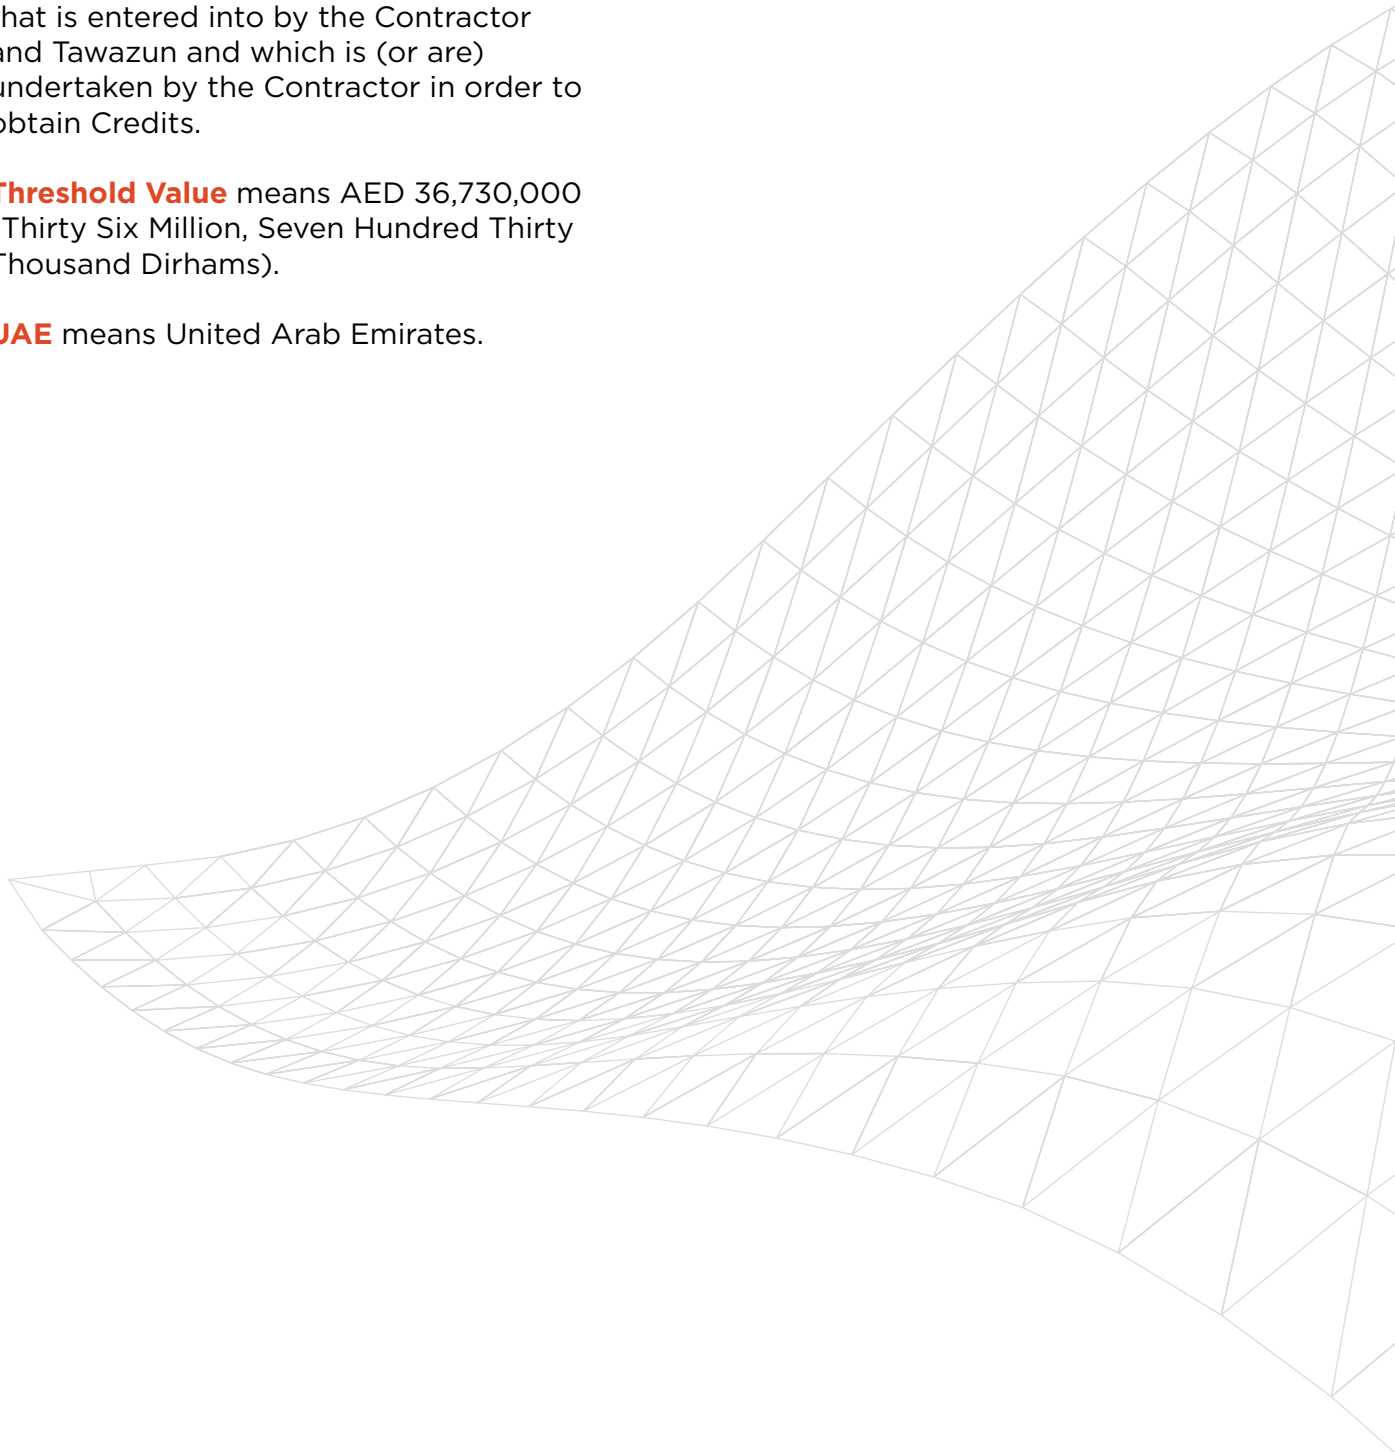 that is entered into by the Contractor
and Tawazun and which is (or are)
undertaken by the Contractor in order to
obtain Credits.
Threshold Value means AED 36,730,000
(Thirty Six Million, Seven Hundred Thirty
Thousand Dirhams).
UAE means United Arab Emirates.